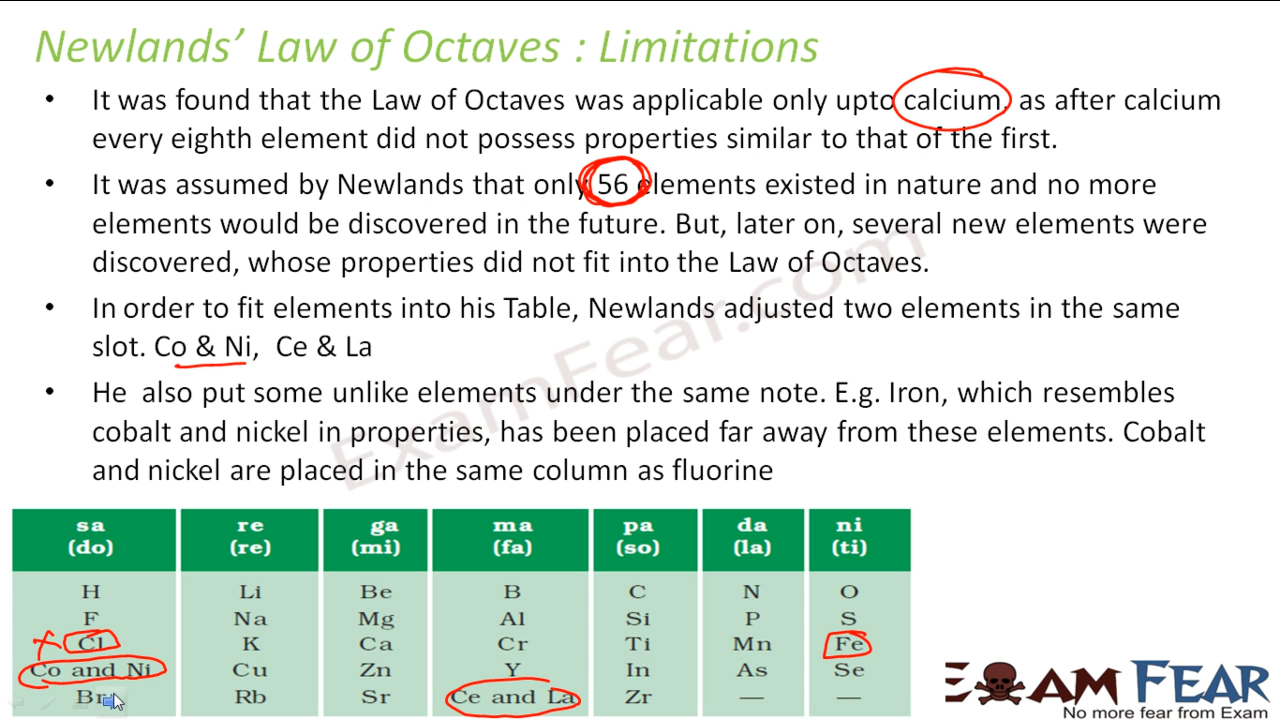 Newlands’ Law of Octaves : Limitations
• It was found that the Law of Octaves was applicable only upto calcium, as after calcium
every eighth element did not possess properties similar to that of the first.
• It was assumed by Newlands that only 56 elements existed in nature and no more
elements would be discovered in the future. But, later on, several new elements were
discovered, whose properties did not fit into the Law of Octaves.
• In order to fit elements into his Table, Newlands adjusted two elements in the same
slot. Co & Ni, Ce & La
• He also put some unlike elements under the same note. E.g. Iron, which resembles
cobalt and nickel in properties, has been placed far away from these elements. Cobalt
and nickel are placed in the same column as fluorine
ExamFear.com
sa re ga ma pa da ni
(do) (re) (mi) (fa) (so) (la) (ti)
H Li Be B C N O
F Na Mg Al Si P S
Cl K Ca Cr Ti Mn Fe
Co and Ni Cu Zn Y In As Se
Br Rb Sr Ce and La Zr — —
EXAM FEAR
No more fear from Exam